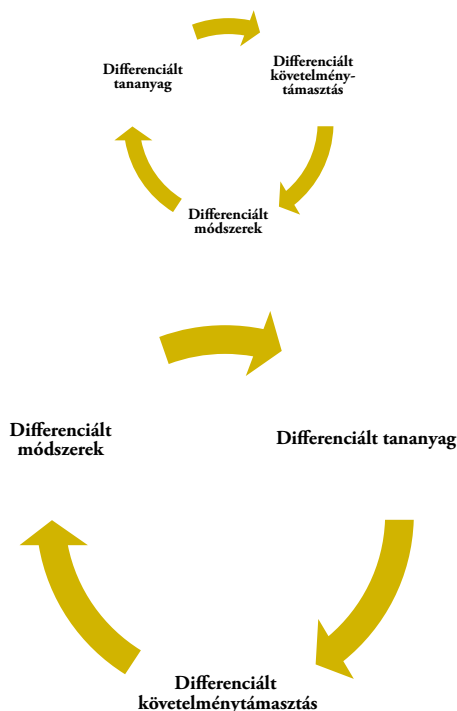 Differenciált
tananyag
Differenciált
követelmény-
támasztás
Differenciált
módszerek
Differenciált
módszerek
Differenciált tananyag
Differenciált
követelménytámasztás